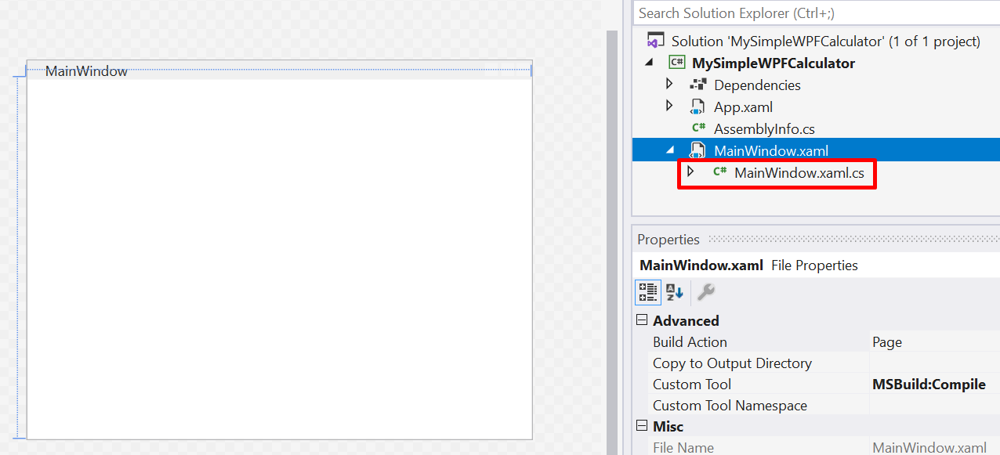 MainWindow
Search Solution Explorer (Ctrl+;)
Solution 'MySimpleWPFCalculator' (1 of 1 project)
C# MySimpleWPFCalculator
Dependencies
App.xaml
C# AssemblyInfo.cs
MainWindow.xaml
C# MainWindow.xaml.cs
Properties
MainWindow.xaml File Properties
A Z
Advanced
Build Action Page
Copy to Output Directory
Custom Tool MSBuild:Compile
Custom Tool Namespace
Misc
File Name MainWindow.xaml